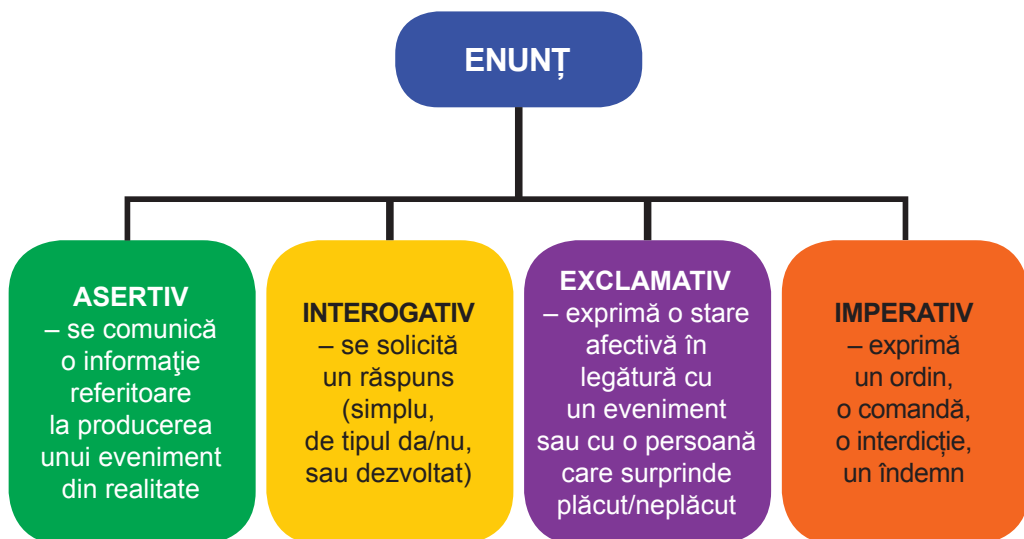 ENUNȚ
ASERTIV
– se comunică
o informaţie
referitoare
la producerea
unui eveniment
din realitate
INTEROGATIV
– se solicită
un răspuns
(simplu,
de tipul da/nu,
sau dezvoltat)
EXCLAMATIV
– exprimă o stare
afectivă în
legătură cu
un eveniment
sau cu o persoană
care surprinde
plăcut/neplăcut
IMPERATIV
– exprimă
un ordin,
o comandă,
o interdicție,
un îndemn